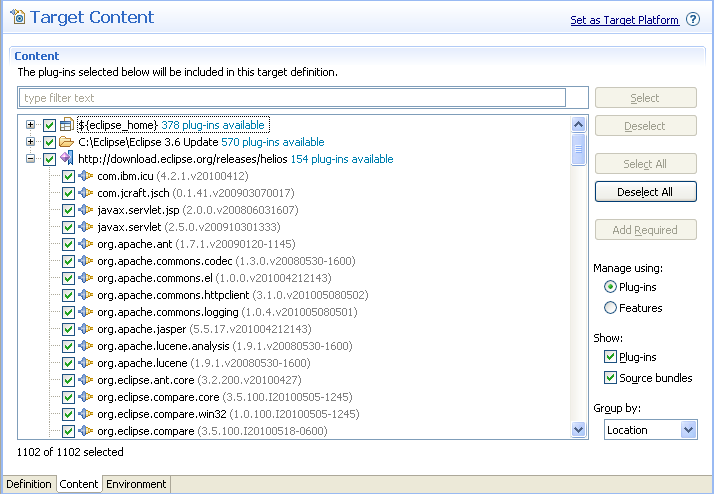 Target Content
Set as Target Platform
Content
The plug-ins selected below will be included in this target definition.
type filter text
${eclipse_home} 378 plug-ins available
C:\Eclipse\Eclipse 3.6 Update 570 plug-ins available
http://download.eclipse.org/releases/helios 154 plug-ins available
com.ibm.icu (4.2.1.v20100412)
com.jcraft.jsch (0.1.41.v200903070017)
javax.servlet.jsp (2.0.0.v200806031607)
javax.servlet (2.5.0.v200910301333)
org.apache.ant (1.7.1.v20090120-1145)
org.apache.commons.codec (1.3.0.v20080530-1600)
org.apache.commons.el (1.0.0.v201004212143)
org.apache.commons.httpclient (3.1.0.v201005080502)
org.apache.commons.logging (1.0.4.v201005080501)
org.apache.jasper (5.5.17.v201004212143)
org.apache.lucene.analysis (1.9.1.v20080530-1600)
org.apache.lucene (1.9.1.v20080530-1600)
org.eclipse.ant.core (3.2.200.v20100427)
org.eclipse.compare.core (3.5.100.I20100505-1245)
org.eclipse.compare.win32 (1.0.100.I20100505-1245)
org.eclipse.compare (3.5.100.I20100518-0600)
1102 of 1102 selected
Select
Deselect
Select All
Deselect All
Add Required
Manage using:
Plug-ins
Features
Show:
Plug-ins
Source bundles
Group by:
Location
Definition Content Environment